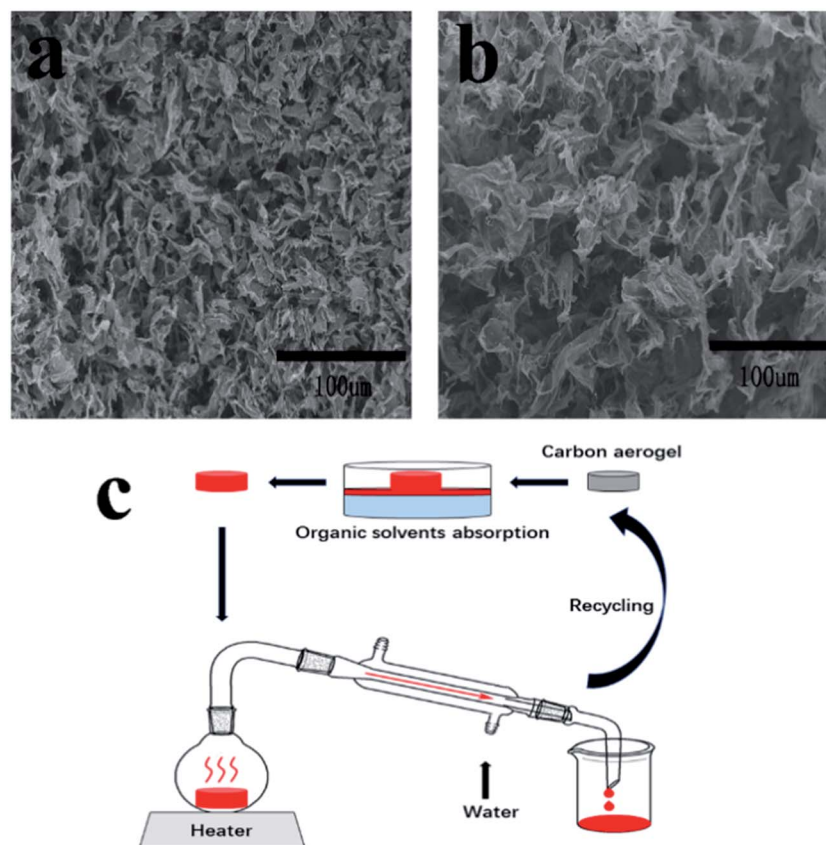 a
b
100um
100um
c
Carbon aerogel
Organic solvents absorption
Recycling
Water
Heater